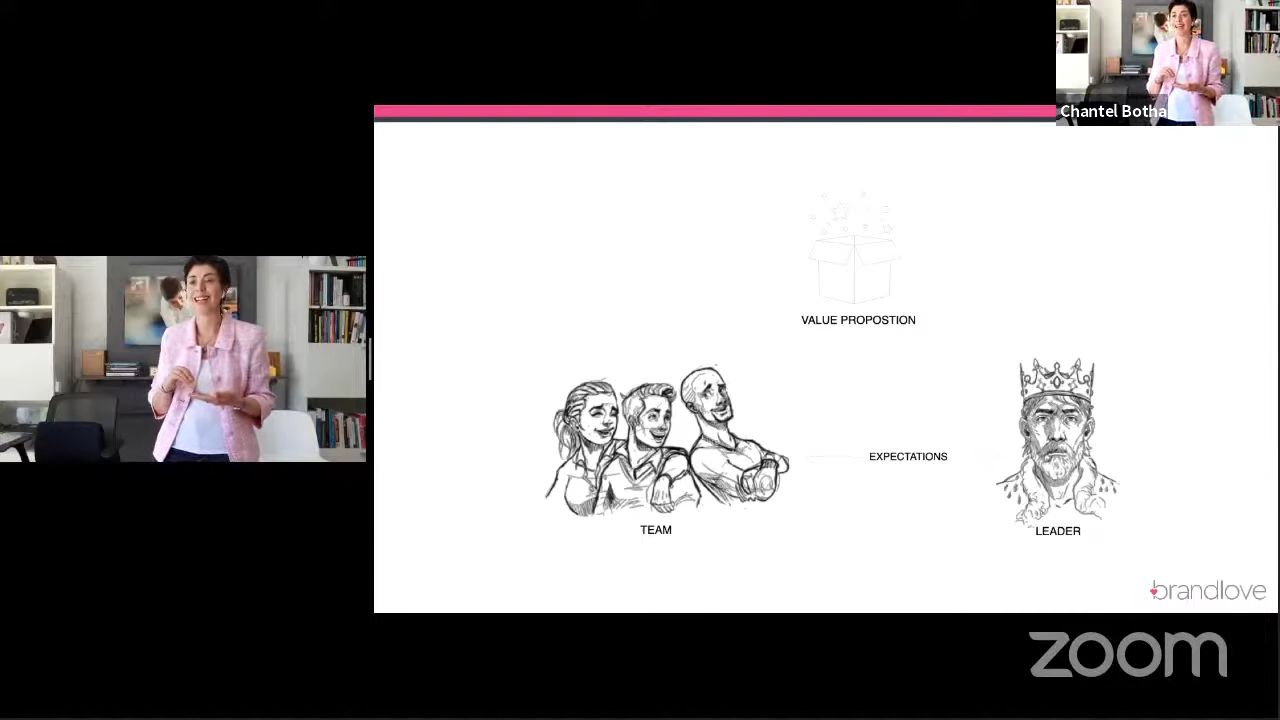 Chantel Botha
VALUE PROPOSTION
EXPECTATIONS
TEAM
LEADER
brandlove
zoom